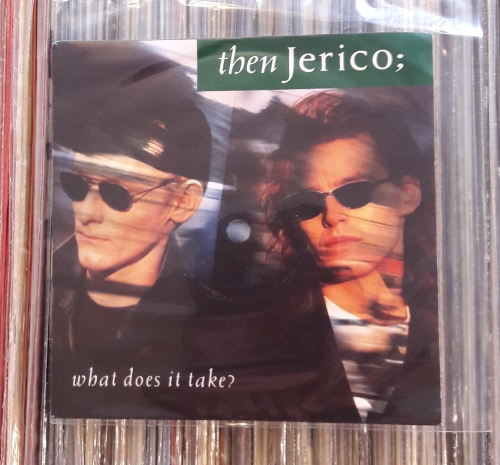 then Jerico;
what does it take?